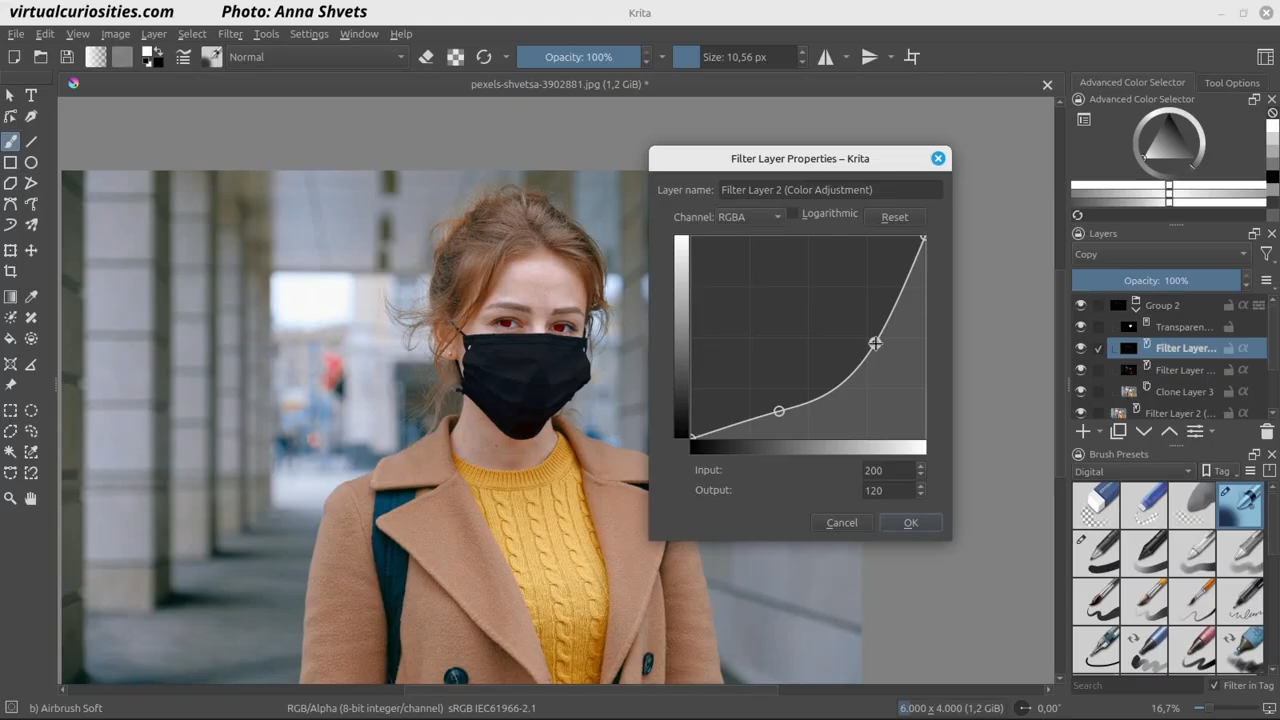 virtualcuriosities.com Photo: Anna Shvets
Krita
File Edit View Image Layer Select Filter Tools Settings Window Help
Normal Opacity: 100% Size: 10,56 px
pexels-shvetsa-3902881.jpg (1,2 GiB) *
Advanced Color Selector Tool Options
Advanced Color Selector
Filter Layer Properties – Krita
Layer name: Filter Layer 2 (Color Adjustment)
Channel: RGBA Logarithmic Reset
Input: 200
Output: 120
Cancel OK
Layers
Copy
Opacity: 100%
Group 2
Transparen...
Filter Layer...
Filter Layer ...
Clone Layer 3
Filter Layer 2 (...
Brush Presets
Digital Tag
Search Filter in Tag
b) Airbrush Soft RGB/Alpha (8-bit integer/channel) sRGB IEC61966-2.1 6.000 x 4.000 (1,2 GiB) 0,00° 16,7%